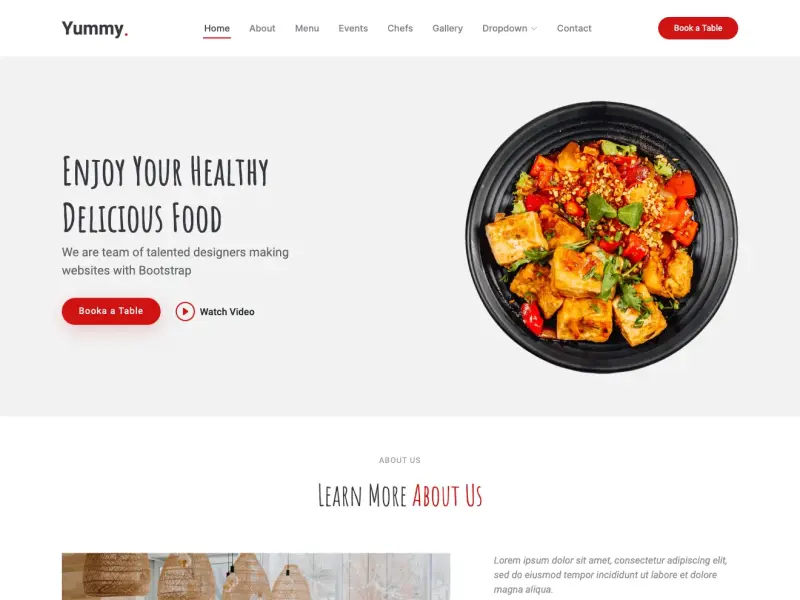 Yummy.
Home About Menu Events Chefs Gallery Dropdown Contact
Book a Table
Enjoy Your Healthy
Delicious Food
We are team of talented designers making
websites with Bootstrap
Booka a Table
Watch Video
ABOUT US
Learn More About Us
Lorem ipsum dolor sit amet, consectetur adipiscing elit,
sed do eiusmod tempor incididunt ut labore et dolore
magna aliqua.